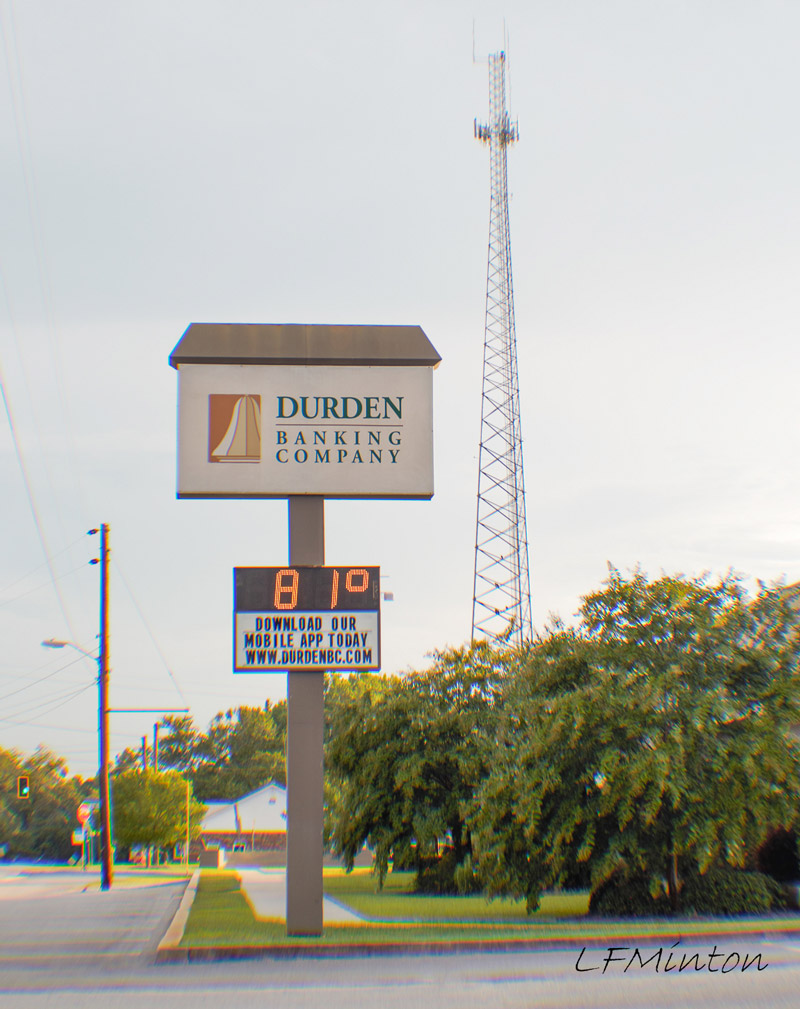 DURDEN
BANKING
COMPANY
81°
DOWNLOAD OUR
MOBILE APP TODAY
WWW.DURDENBC.COM
LFMinton